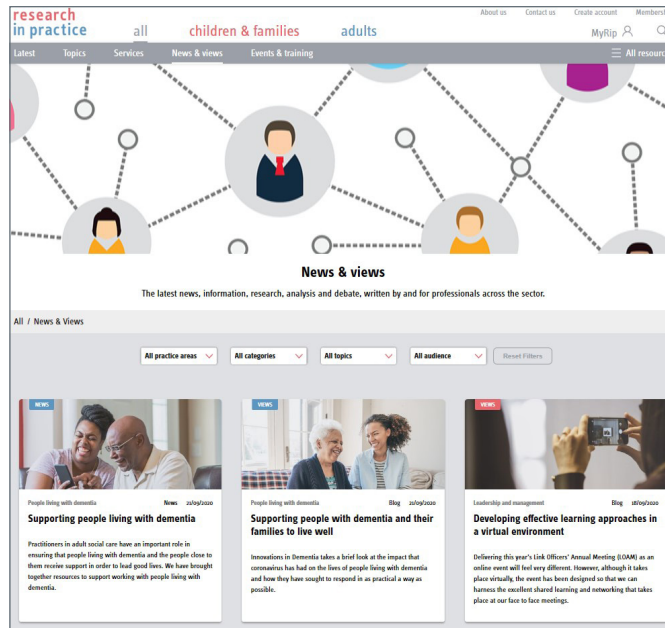 research
in practice
all
children & families
adults
About us
Contact us
Create account
Membersh
MyRip
Latest
Topics
Services
News & views
Events & training
All resourc
News & views
The latest news, information, research, analysis and debate, written by and for professionals across the sector.
All / News & Views
All practice areas
All categories
All topics
All audience
Reset Filters
NEWS
People living with dementia
News 21/09/2020
Supporting people living with dementia
Practitioners in adult social care have an important role in
ensuring that people living with dementia and the people close to
them receive support in order to lead good lives. We have brought
together resources to support working with people living with
dementia.
VIEWS
People living with dementia
Blog 21/09/2020
Supporting people with dementia and their
families to live well
Innovations in Dementia takes a brief look at the impact that
coronavirus has had on the lives of people living with dementia
and how they have sought to respond in as practical a way as
possible.
VIEWS
Leadership and management
Blog 18/09/2020
Developing effective learning approaches in
a virtual environment
Delivering this year's Link Officers' Annual Meeting (LOAM) as an
online event will feel very different. However, although it takes
place virtually, the event has been designed so that we can
harness the excellent shared learning and networking that takes
place at our face to face meetings.